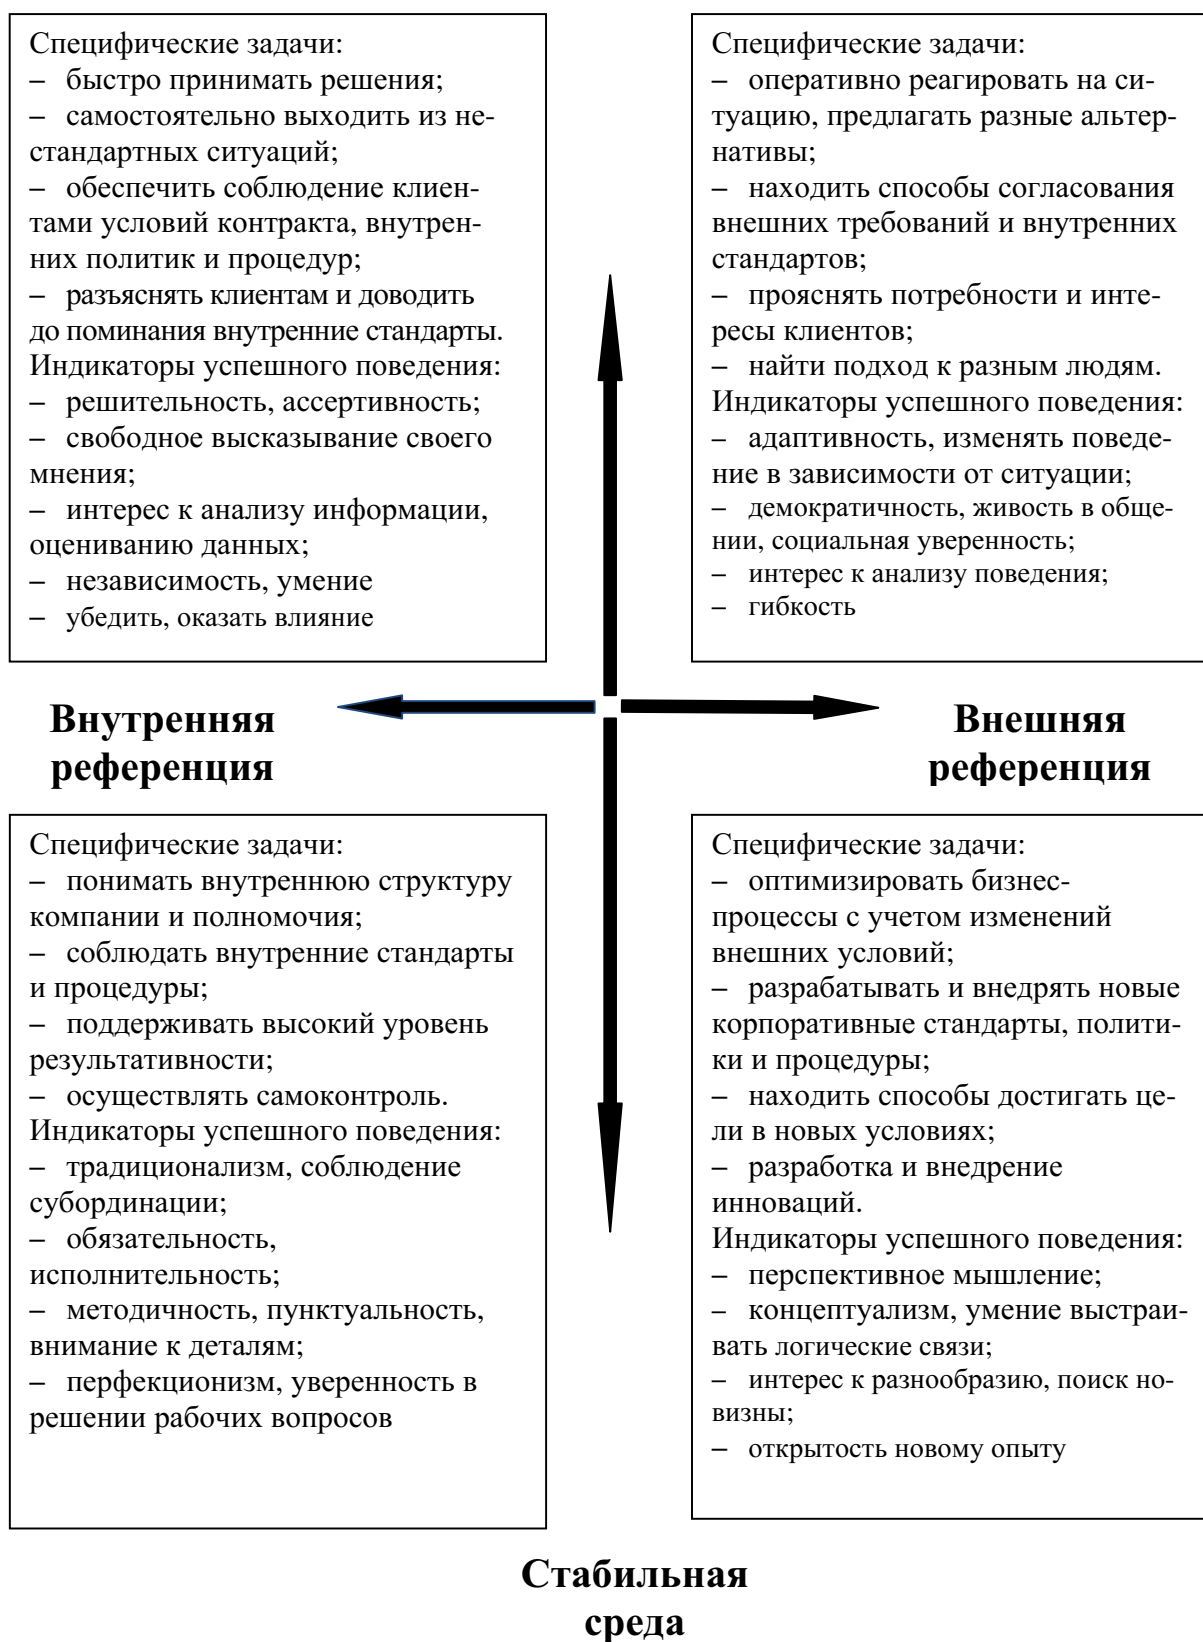 Специфические задачи:
– быстро принимать решения;
– самостоятельно выходить из не-
стандартных ситуаций;
– обеспечить соблюдение клиен-
тами условий контракта, внутрен-
них политик и процедур;
– разъяснять клиентам и доводить
до поминания внутренние стандарты.
Индикаторы успешного поведения:
– решительность, ассертивность;
– свободное высказывание своего
мнения;
– интерес к анализу информации,
оцениванию данных;
– независимость, умение
– убедить, оказать влияние
Специфические задачи:
– оперативно реагировать на си-
туацию, предлагать разные альтер-
нативы;
– находить способы согласования
внешних требований и внутренних
стандартов;
– прояснять потребности и инте-
ресы клиентов;
– найти подход к разным людям.
Индикаторы успешного поведения:
– адаптивность, изменять поведе-
ние в зависимости от ситуации;
– демократичность, живость в обще-
нии, социальная уверенность;
– интерес к анализу поведения;
– гибкость
Внутренняя
референция
Внешняя
референция
Специфические задачи:
– понимать внутреннюю структуру
компании и полномочия;
– соблюдать внутренние стандарты
и процедуры;
– поддерживать высокий уровень
результативности;
– осуществлять самоконтроль.
Индикаторы успешного поведения:
– традиционализм, соблюдение
субординации;
– обязательность,
исполнительность;
– методичность, пунктуальность,
внимание к деталям;
– перфекционизм, уверенность в
решении рабочих вопросов
Специфические задачи:
– оптимизировать бизнес-
процессы с учетом изменений
внешних условий;
– разрабатывать и внедрять новые
корпоративные стандарты, полити-
ки и процедуры;
– находить способы достигать це-
ли в новых условиях;
– разработка и внедрение
инноваций.
Индикаторы успешного поведения:
– перспективное мышление;
– концептуализм, умение выстраи-
вать логические связи;
– интерес к разнообразию, поиск но-
визны;
– открытость новому опыту
Стабильная
среда